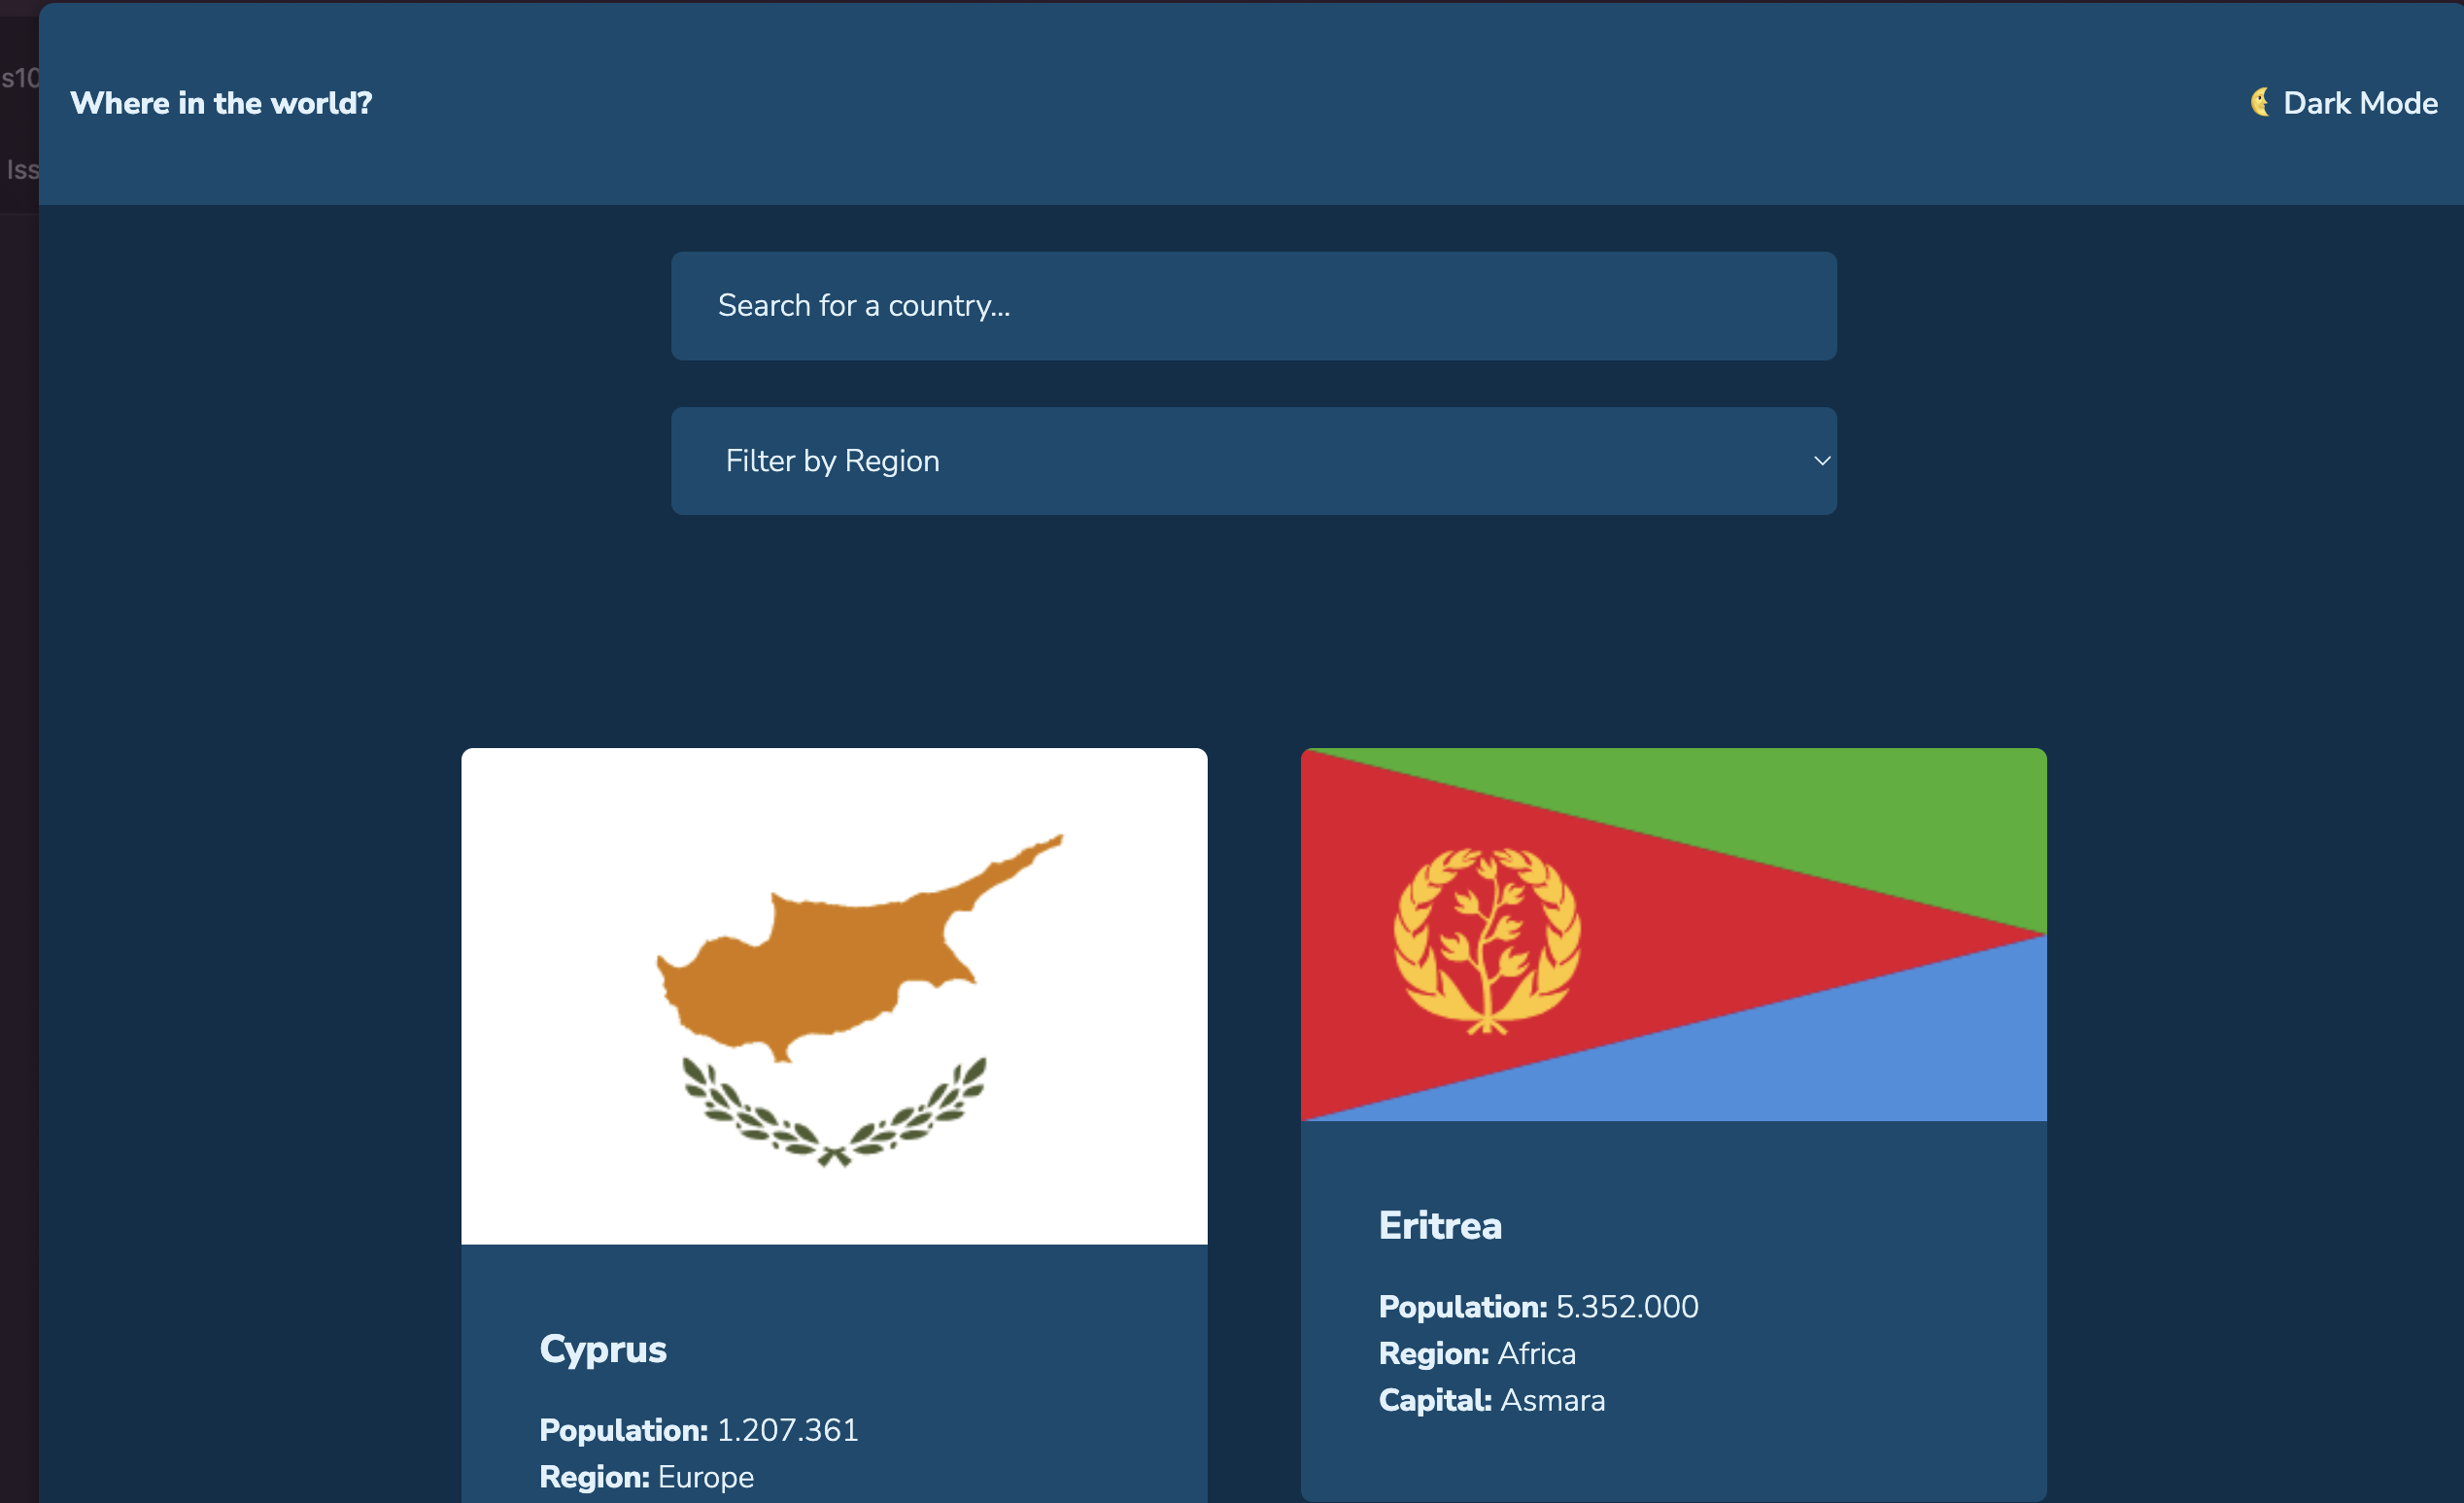 s10
Iss
Where in the world?
Dark Mode
Search for a country...
Filter by Region
Cyprus
Population: 1.207.361
Region: Europe
Eritrea
Population: 5.352.000
Region: Africa
Capital: Asmara